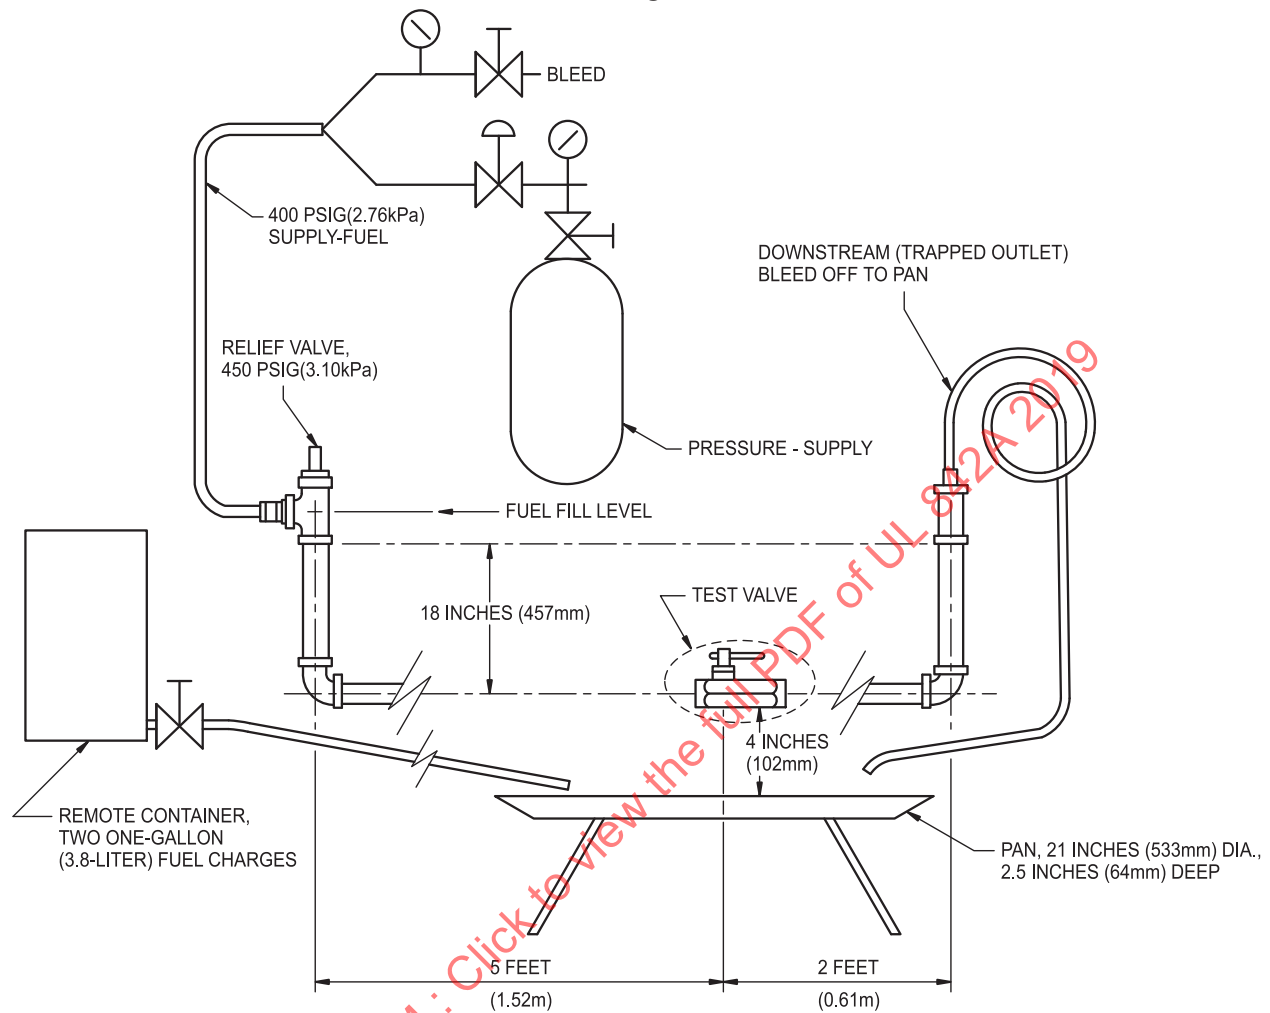 BLEED
400 PSIG(2.76kPa)
SUPPLY-FUEL
DOWNSTREAM (TRAPPED OUTLET)
BLEED OFF TO PAN
RELIEF VALVE,
450 PSIG(3.10kPa)
PRESSURE - SUPPLY
FUEL FILL LEVEL
18 INCHES (457mm)
TEST VALVE
4 INCHES
(102mm)
REMOTE CONTAINER,
TWO ONE-GALLON
(3.8-LITER) FUEL CHARGES
PAN, 21 INCHES (533mm) DIA.,
2.5 INCHES (64mm) DEEP
5 FEET
(1.52m)
2 FEET
(0.61m)
: Click to view the full PDF of UL 842A 2019